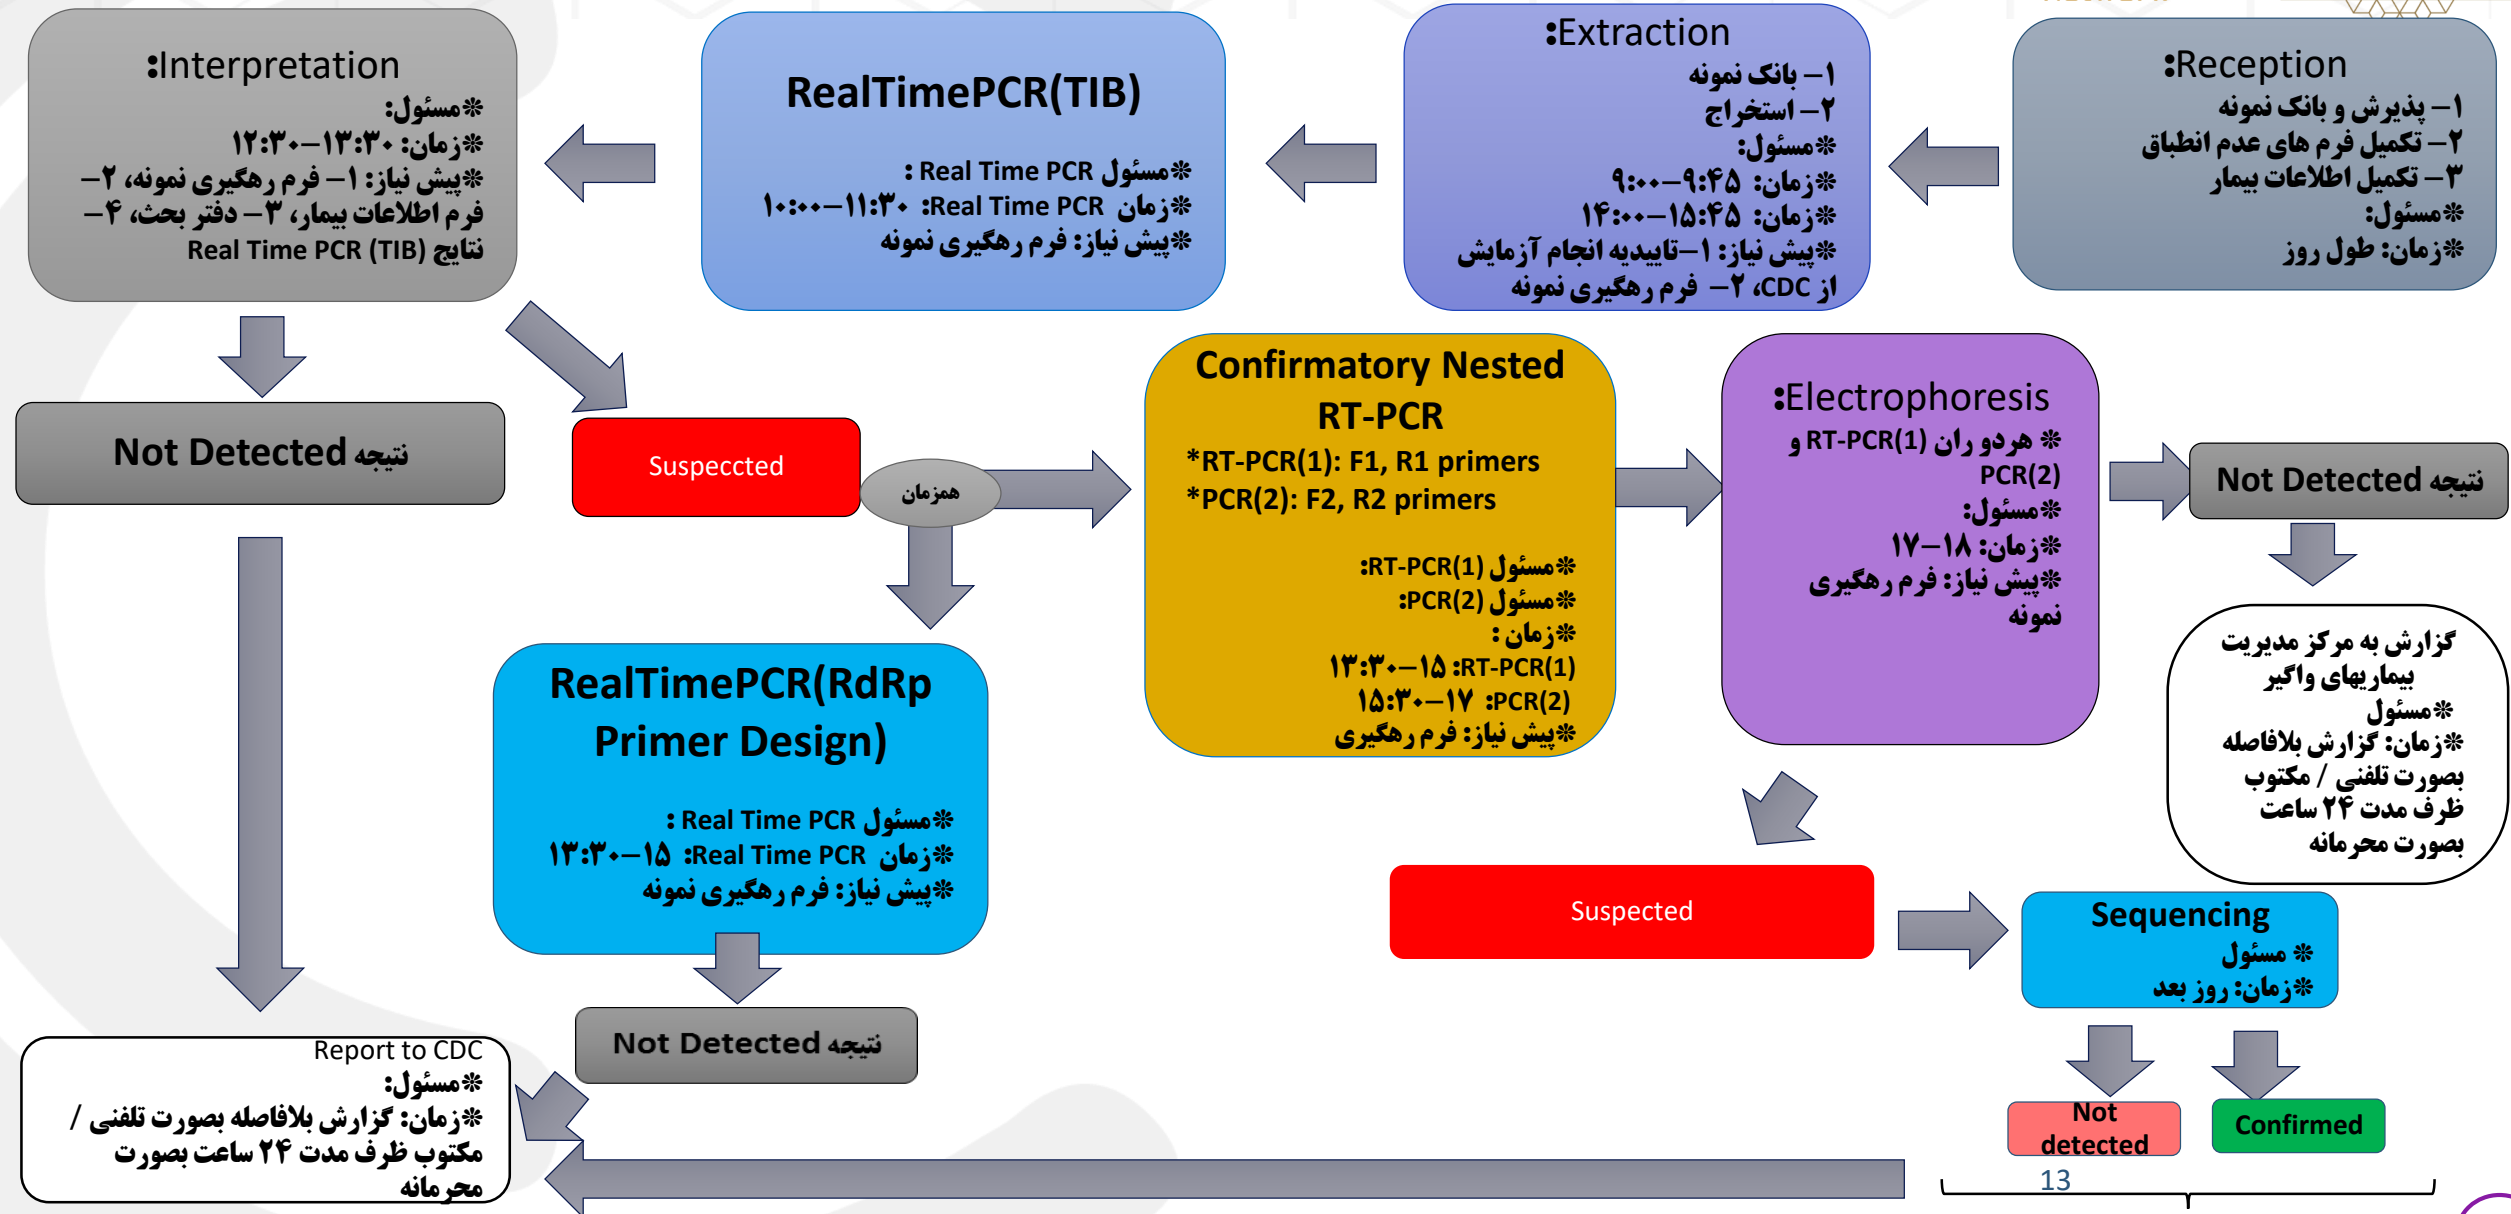 Reception:
۱- پذیرش و بانک نمونه
۲- تکمیل فرم های عدم انطباق
۳- تکمیل اطلاعات بیمار
*مسئول:
*زمان: طول روز
Extraction:
۱- بانک نمونه
۲- استخراج
*مسئول:
*زمان: ۹:۴۵-۹:۰۰
*زمان: ۱۵:۴۵-۱۴:۰۰
*پیش نیاز: ۱-تاییدیه انجام آزمایش
از CDC، ۲- فرم رهگیری نمونه
RealTimePCR(TIB)
*مسئول Real Time PCR :
*زمان Real Time PCR: ۱۱:۳۰-۱۰:۰۰
*پیش نیاز: فرم رهگیری نمونه
Interpretation:
*مسئول:
*زمان: ۱۳:۳۰-۱۲:۳۰
*پیش نیاز: ۱- فرم رهگیری نمونه، ۲-
فرم اطلاعات بیمار، ۳- دفتر بحث، ۴-
نتایج Real Time PCR (TIB)
نتیجه Not Detected
Suspeccted
همزمان
Confirmatory Nested
RT-PCR
*RT-PCR(1): F1, R1 primers
*PCR(2): F2, R2 primers
*مسئول RT-PCR(1):
*مسئول PCR(2):
*زمان :
RT-PCR(1): ۱۵-۱۳:۳۰
PCR(2): ۱۷-۱۵:۳۰
*پیش نیاز: فرم رهگیری
Electrophoresis:
* هردو ران RT-PCR(1) و
PCR(2)
*مسئول:
*زمان: ۱۸-۱۷
*پیش نیاز: فرم رهگیری
نمونه
نتیجه Not Detected
گزارش به مرکز مدیریت
بیماریهای واگیر
*مسئول
*زمان: گزارش بلافاصله
بصورت تلفنی / مکتوب
ظرف مدت ۲۴ ساعت
بصورت محرمانه
RealTimePCR(RdRp
Primer Design)
*مسئول Real Time PCR :
*زمان Real Time PCR: ۱۵-۱۳:۳۰
*پیش نیاز: فرم رهگیری نمونه
نتیجه Not Detected
Suspected
Sequencing
* مسئول
*زمان: روز بعد
Not
detected
Confirmed
Report to CDC
*مسئول:
*زمان: گزارش بلافاصله بصورت تلفنی /
مکتوب ظرف مدت ۲۴ ساعت بصورت
محرمانه
13